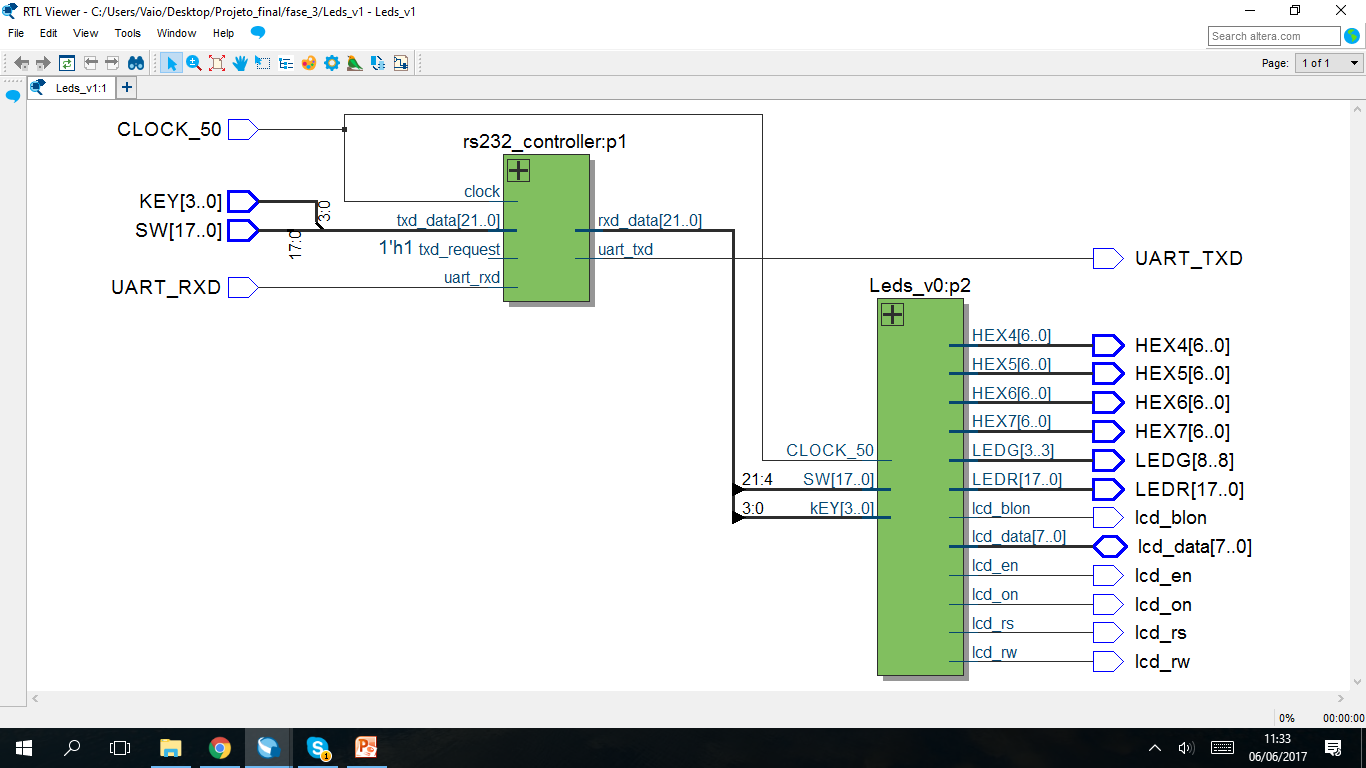 RTL Viewer - C:/Users/Vaio/Desktop/Projeto_final/fase_3/Leds_v1 - Leds_v1
File Edit View Tools Window Help
Search altera.com
Page: 1 of 1
Leds_v1:1
CLOCK_50
rs232_controller:p1
clock
KEY[3..0]
3:0
txd_data[21..0]
rxd_data[21..0]
SW[17..0]
17:0
1'h1 txd_request
uart_txd
UART_TXD
uart_rxd
UART_RXD
Leds_v0:p2
HEX4[6..0]
HEX4[6..0]
HEX5[6..0]
HEX5[6..0]
HEX6[6..0]
HEX6[6..0]
HEX7[6..0]
HEX7[6..0]
CLOCK_50
LEDG[3..3]
LEDG[8..8]
21:4
SW[17..0]
LEDR[17..0]
LEDR[17..0]
3:0
kEY[3..0]
lcd_blon
lcd_blon
lcd_data[7..0]
lcd_data[7..0]
lcd_en
lcd_en
lcd_on
lcd_on
lcd_rs
lcd_rs
lcd_rw
lcd_rw
0% 00:00:00
11:33
06/06/2017